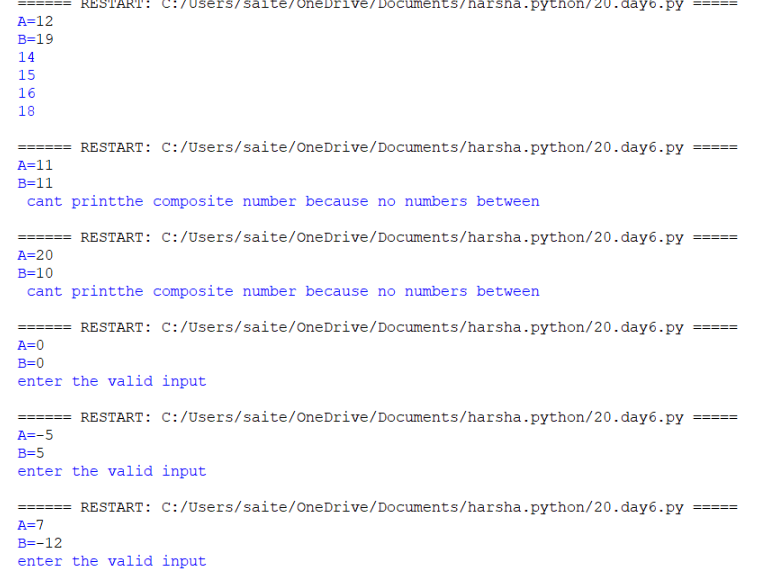 ====== RESTART: C:/Users/saite/OneDrive/Documents/harsha.python/20.day6.py =====
A=12
B=19
14
15
16
18
====== RESTART: C:/Users/saite/OneDrive/Documents/harsha.python/20.day6.py =====
A=11
B=11
 cant printthe composite number because no numbers between
====== RESTART: C:/Users/saite/OneDrive/Documents/harsha.python/20.day6.py =====
A=20
B=10
 cant printthe composite number because no numbers between
====== RESTART: C:/Users/saite/OneDrive/Documents/harsha.python/20.day6.py =====
A=0
B=0
enter the valid input
====== RESTART: C:/Users/saite/OneDrive/Documents/harsha.python/20.day6.py =====
A=-5
B=5
enter the valid input
====== RESTART: C:/Users/saite/OneDrive/Documents/harsha.python/20.day6.py =====
A=7
B=-12
enter the valid input